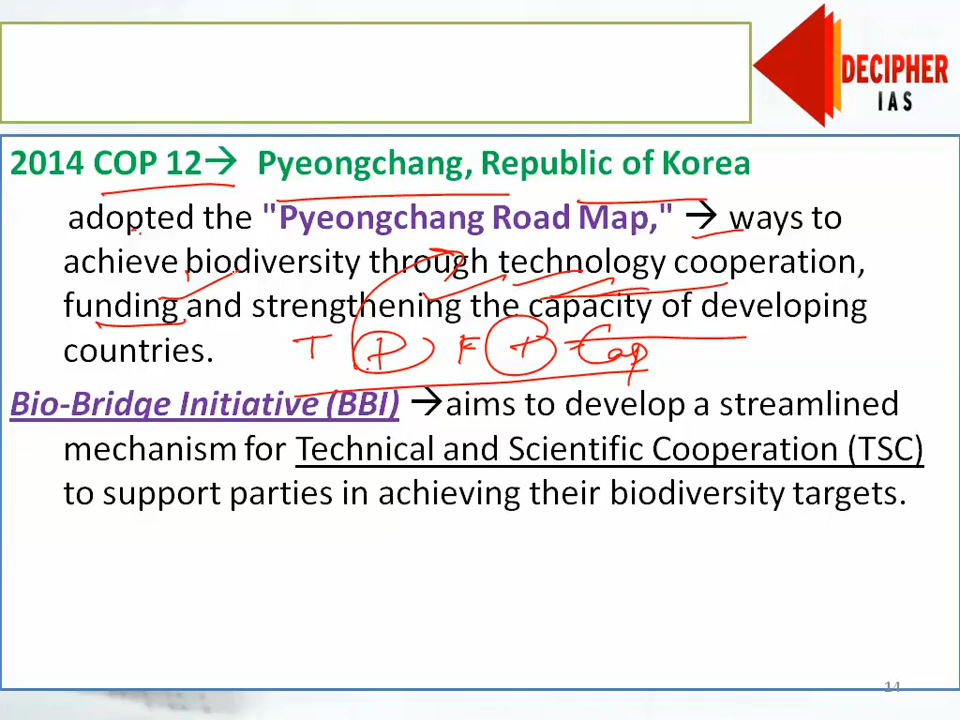 DECIPHER
IAS
2014 COP 12→ Pyeongchang, Republic of Korea
adopted the "Pyeongchang Road Map," → ways to
achieve biodiversity through technology cooperation,
funding and strengthening the capacity of developing
countries.
T P F + Cap
Bio-Bridge Initiative (BBI) →aims to develop a streamlined
mechanism for Technical and Scientific Cooperation (TSC)
to support parties in achieving their biodiversity targets.
14